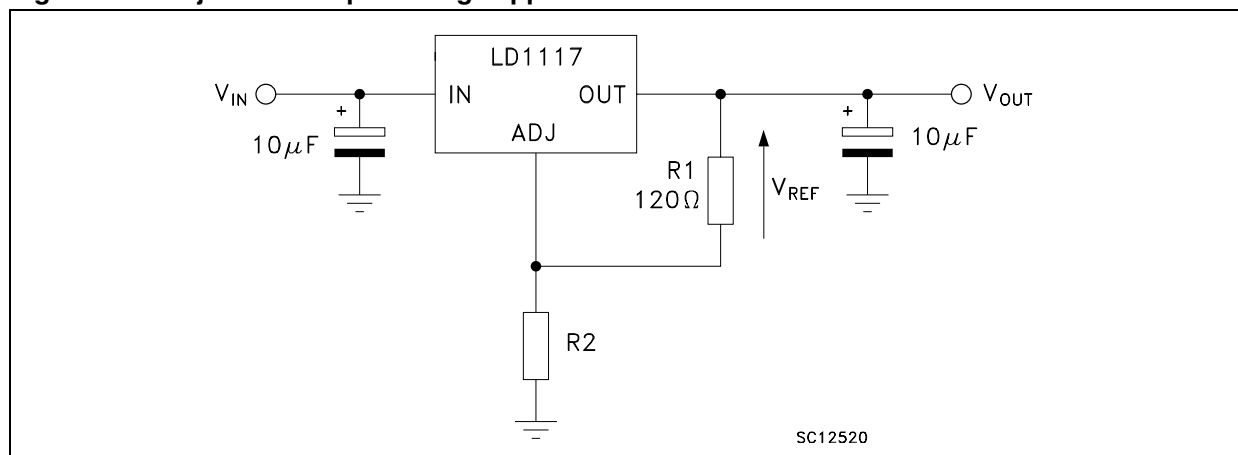 LD1117
V_IN
IN
OUT
V_OUT
+
10μF
ADJ
R1
120Ω
V_REF
+
10μF
R2
SC12520